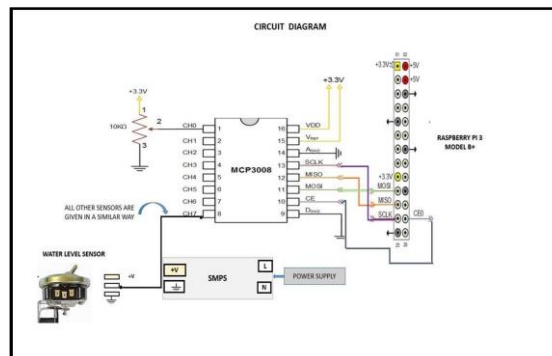 CIRCUIT DIAGRAM
+3.3V
1
10KΩ
2
3
CH0
CH1
CH2
CH3
CH4
CH5
CH6
CH7
1
2
3
4
5
6
7
8
MCP3008
16
15
14
13
12
11
10
9
VDD
VREF
AGND
SCLK
MISO
MOSI
CE
DGND
+3.3V
+3.3V
+5V
+5V
+3.3V
MOSI
MISO
SCLK
CE0
RASPBERRY PI 3
MODEL B+
ALL OTHER SENSORS ARE
GIVEN IN A SIMILAR WAY
WATER LEVEL SENSOR
+V
+V
SMPS
L
N
POWER SUPPLY